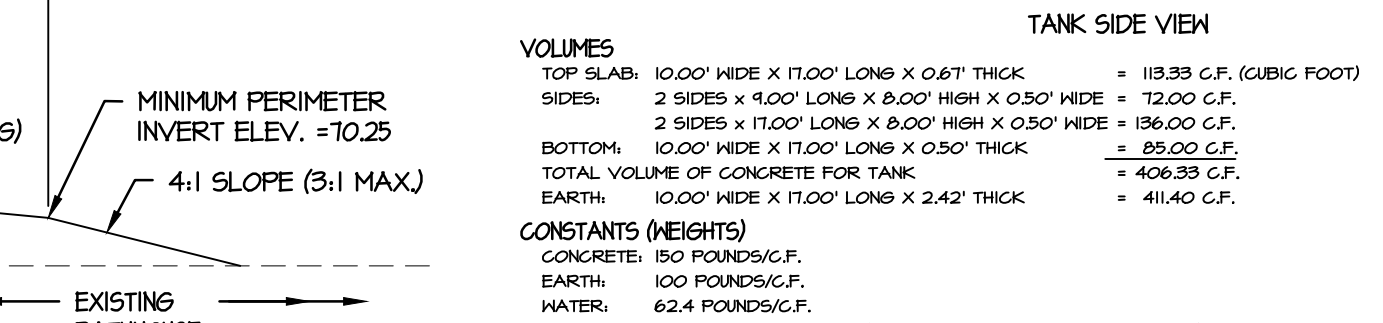 TANK SIDE VIEW
VOLUMES
TOP SLAB: 10.00' WIDE X 17.00' LONG X 0.67' THICK = 113.33 C.F. (CUBIC FOOT)
SIDES: 2 SIDES x 9.00' LONG X 8.00' HIGH X 0.50' WIDE = 72.00 C.F.
2 SIDES x 17.00' LONG X 8.00' HIGH X 0.50' WIDE = 136.00 C.F.
BOTTOM: 10.00' WIDE X 17.00' LONG X 0.50' THICK = 85.00 C.F.
TOTAL VOLUME OF CONCRETE FOR TANK = 406.33 C.F.
EARTH: 10.00' WIDE X 17.00' LONG X 2.42' THICK = 411.40 C.F.
CONSTANTS (WEIGHTS)
CONCRETE: 150 POUNDS/C.F.
EARTH: 100 POUNDS/C.F.
WATER: 62.4 POUNDS/C.F.
MINIMUM PERIMETER
INVERT ELEV. =70.25
G)
4:1 SLOPE (3:1 MAX.)
EXISTING